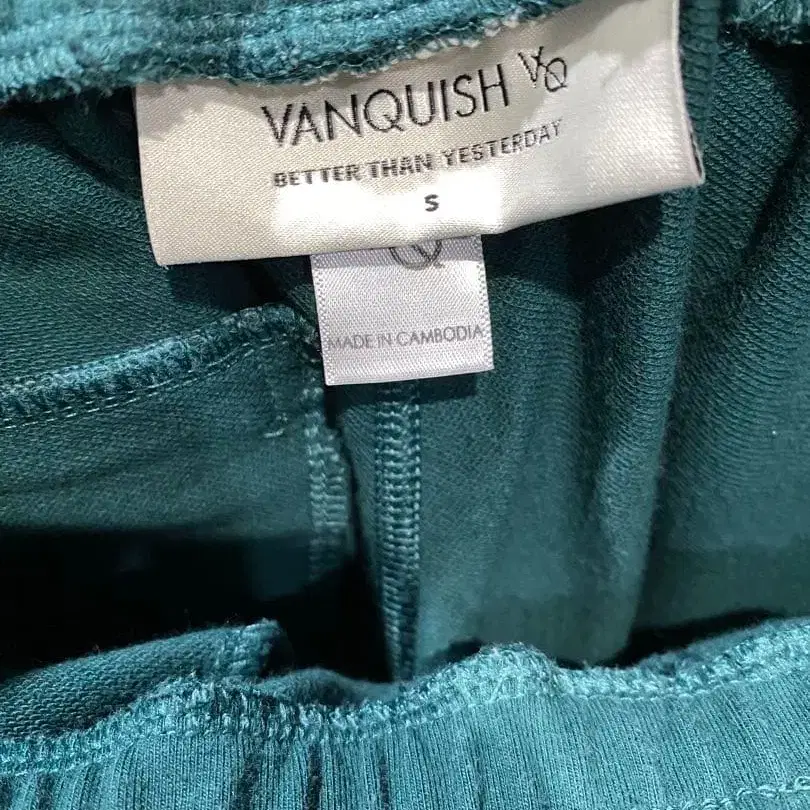 VANQUISH VQ
BETTER THAN YESTERDAY
S
MADE IN CAMBODIA